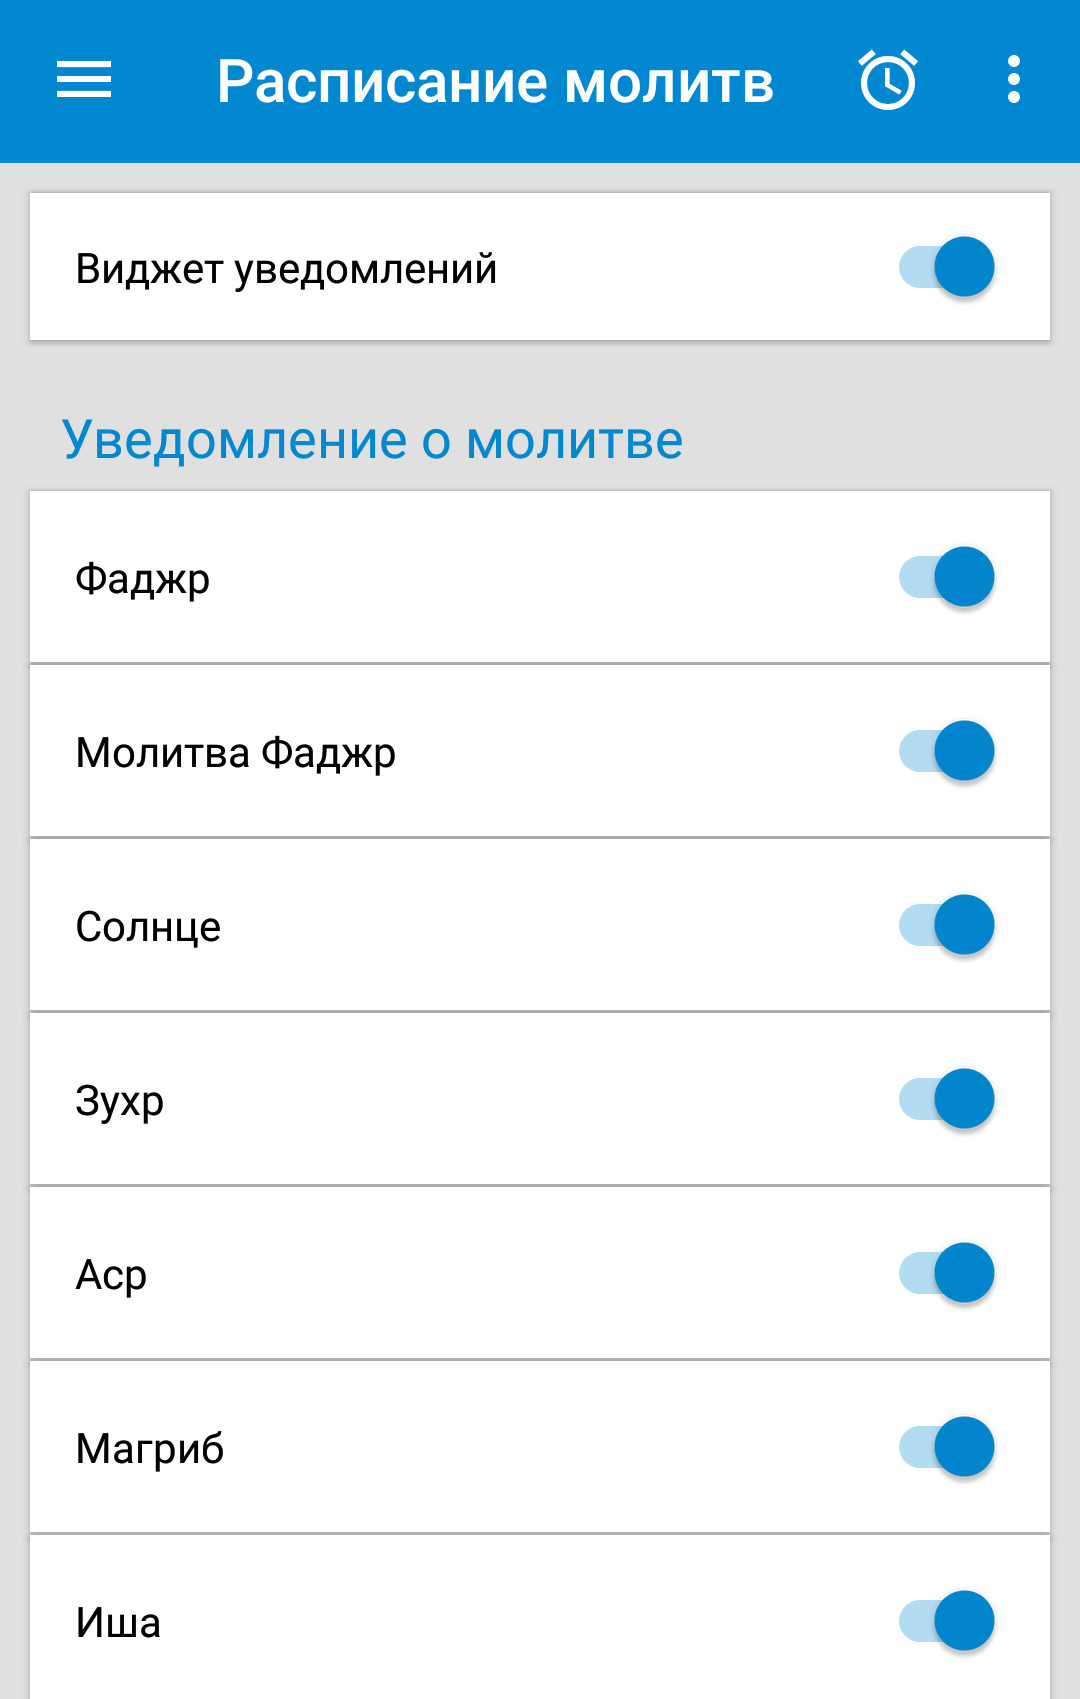 Расписание молитв
Виджет уведомлений
Уведомление о молитве
Фаджр
Молитва Фаджр
Солнце
Зухр
Аср
Магриб
Иша